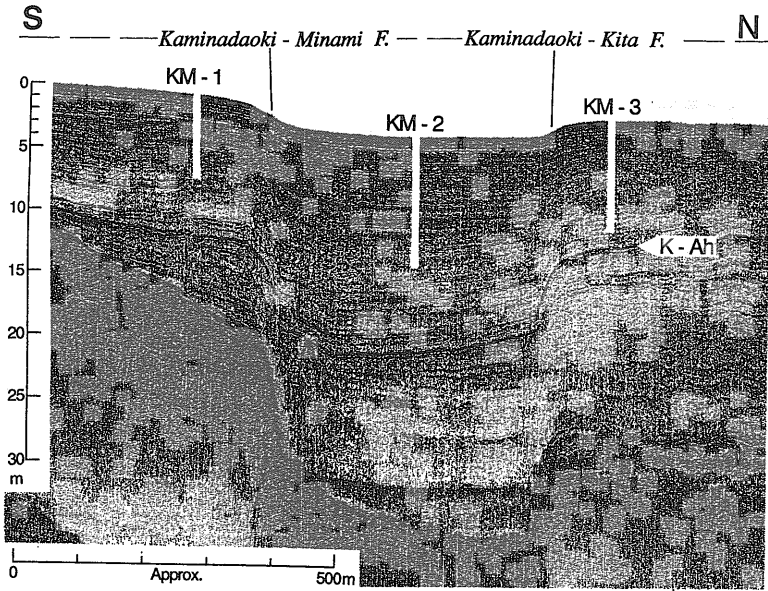 S N
Kaminadaoki - Minami F. Kaminadaoki - Kita F.
KM - 1
KM - 2
KM - 3
K - Ah
0
5
10
15
20
25
30
m
0 Approx. 500m